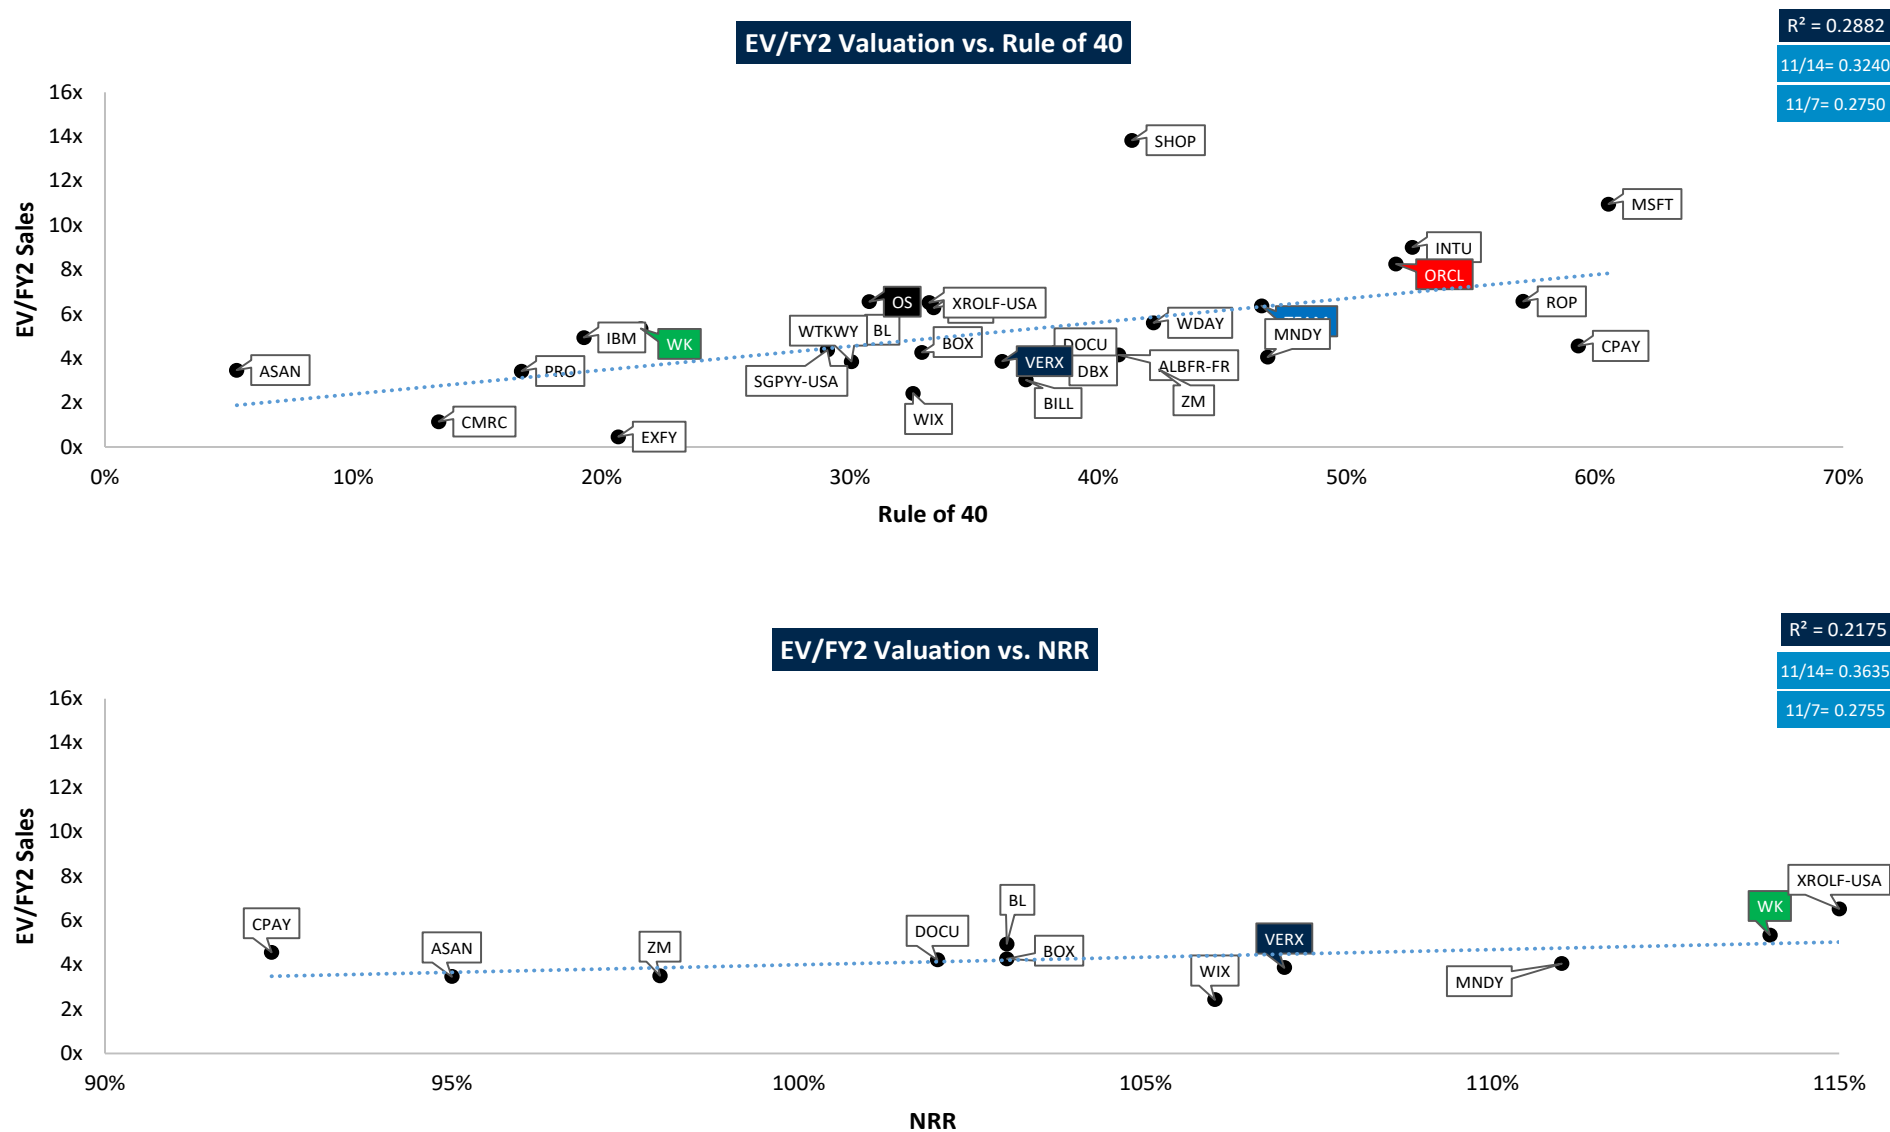 EV/FY2 Valuation vs. Rule of 40
R² = 0.2882
11/14= 0.3240
11/7= 0.2750
EV/FY2 Sales
16x
14x
12x
10x
8x
6x
4x
2x
0x
SHOP
MSFT
INTU
ORCL
ROP
CPAY
OS
XROLF-USA
BL
WTKWY
IBM
WK
BOX
WDAY
MNDY
DOCU
VERX
ALBFR-FR
DBX
ASAN
PRO
SGPYY-USA
BILL
ZM
WIX
CMRC
EXFY
0%
10%
20%
30%
40%
50%
60%
70%
Rule of 40
EV/FY2 Valuation vs. NRR
R² = 0.2175
11/14= 0.3635
11/7= 0.2755
EV/FY2 Sales
16x
14x
12x
10x
8x
6x
4x
2x
0x
CPAY
ASAN
ZM
DOCU
BL
BOX
WIX
VERX
MNDY
WK
XROLF-USA
90%
95%
100%
105%
110%
115%
NRR